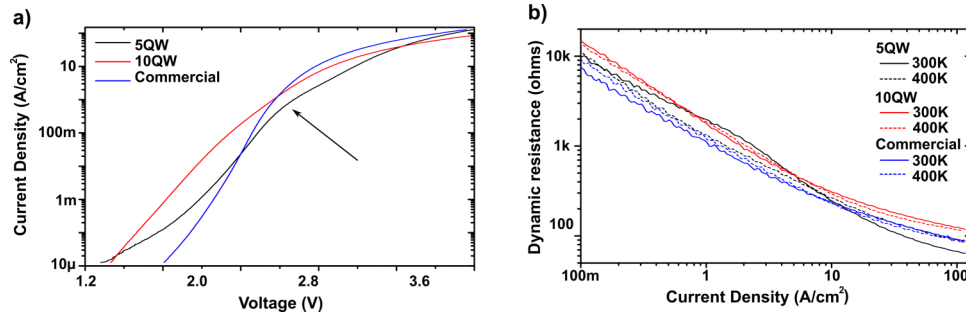 a)
Current Density (A/cm²)
10
100m
1m
10µ
5QW
10QW
Commercial
1.2
2.0
2.8
3.6
Voltage (V)
b)
Dynamic resistance (ohms)
10k
1k
100
5QW
300K
400K
10QW
300K
400K
Commercial
300K
400K
100m
1
10
100
Current Density (A/cm²)